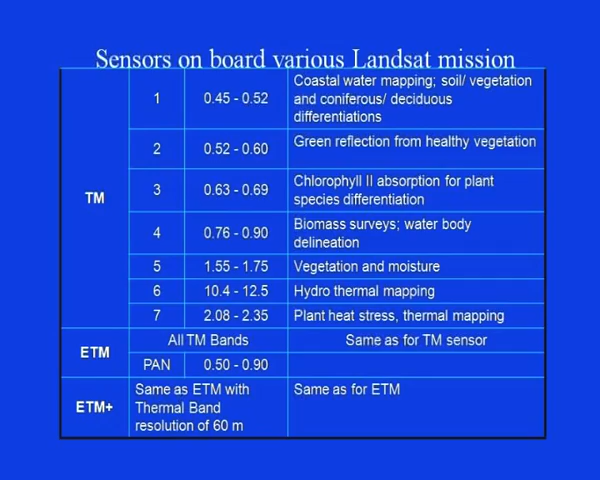 Sensors on board various Landsat mission
TM
1
0.45 - 0.52
Coastal water mapping; soil/ vegetation
and coniferous/ deciduous
differentiations
2
0.52 - 0.60
Green reflection from healthy vegetation
3
0.63 - 0.69
Chlorophyll II absorption for plant
species differentiation
4
0.76 - 0.90
Biomass surveys; water body
delineation
5
1.55 - 1.75
Vegetation and moisture
6
10.4 - 12.5
Hydro thermal mapping
7
2.08 - 2.35
Plant heat stress, thermal mapping
ETM
All TM Bands
Same as for TM sensor
PAN
0.50 - 0.90
ETM+
Same as ETM with
Thermal Band
resolution of 60 m
Same as for ETM